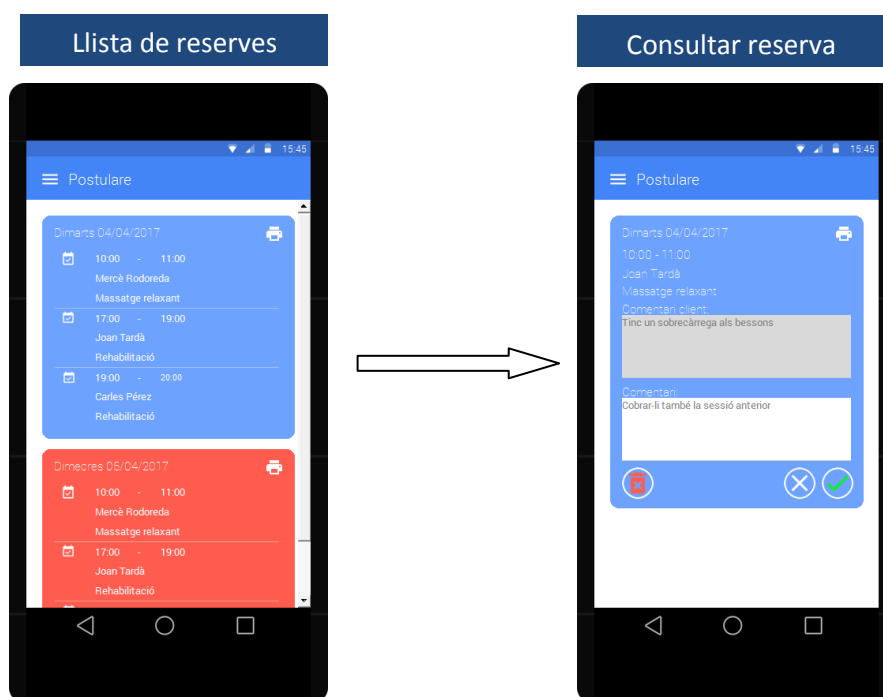 Llista de reserves
15:45
Postulare
Dimarts 04/04/2017
10:00 - 11:00
Mercè Rodoreda
Massatge relaxant
17:00 - 19:00
Joan Tardà
Rehabilitació
19:00 - 20:00
Carles Pérez
Rehabilitació
Dimecres 05/04/2017
10:00 - 11:00
Mercè Rodoreda
Massatge relaxant
17:00 - 19:00
Joan Tardà
Rehabilitació
Consultar reserva
15:45
Postulare
Dimarts 04/04/2017
10:00 - 11:00
Joan Tardà
Massatge relaxant
Comentari client:
Tinc un sobrecàrrega als bessons
Comentari:
Cobrar-li també la sessió anterior